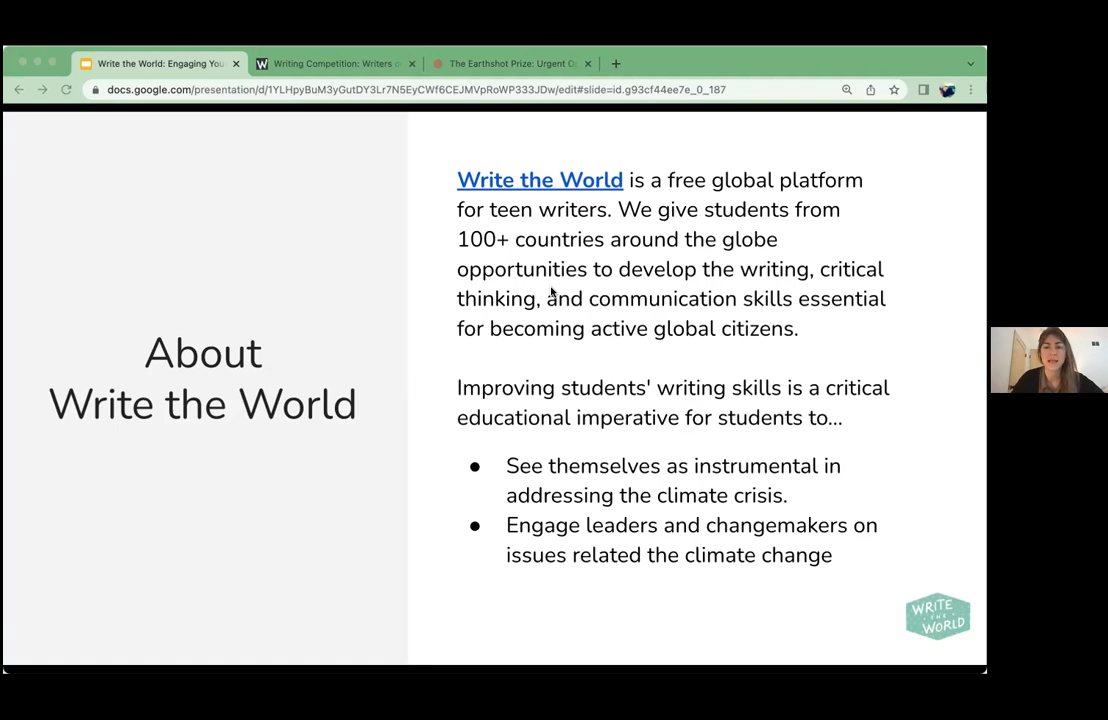 Write the World: Engaging You
Writing Competition: Writers o
The Earthshot Prize: Urgent O
docs.google.com/presentation/d/1YLHpyBuM3yGutDY3Lr7N5EyCWf6CEJMVpRoWP333JDw/edit#slide=id.g93cf44ee7e_0_187
About
Write the World
Write the World is a free global platform
for teen writers. We give students from
100+ countries around the globe
opportunities to develop the writing, critical
thinking, and communication skills essential
for becoming active global citizens.
Improving students' writing skills is a critical
educational imperative for students to...
● See themselves as instrumental in
addressing the climate crisis.
● Engage leaders and changemakers on
issues related the climate change
WRITE
THE
WORLD